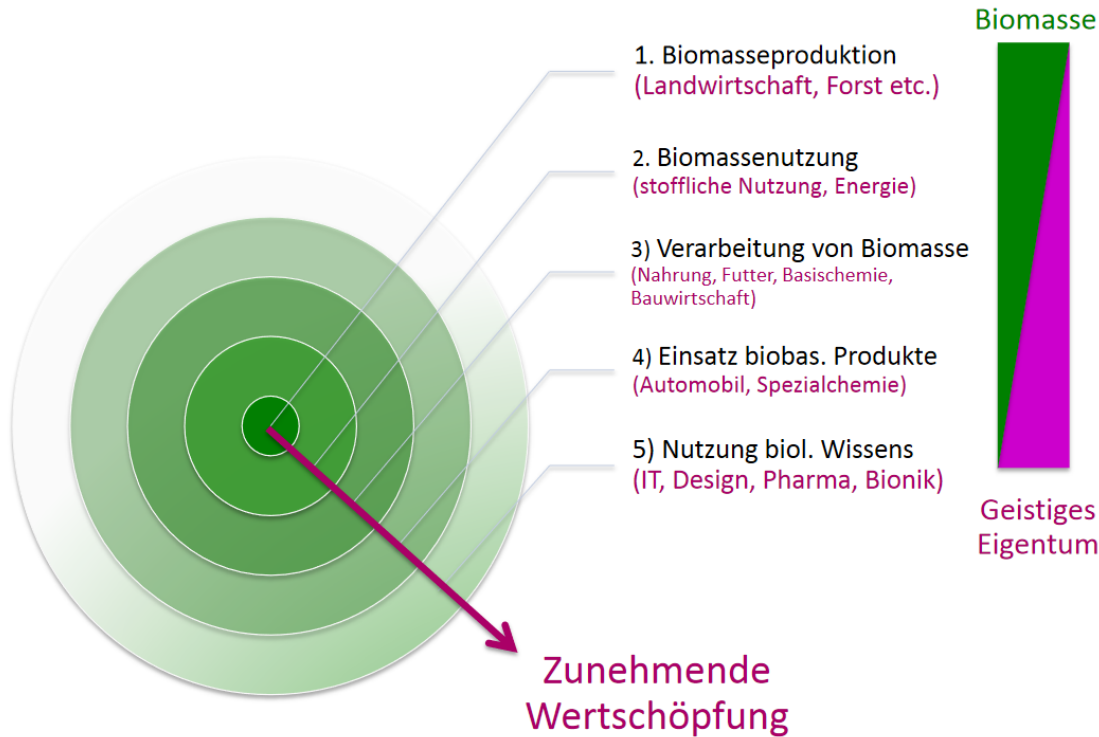 Biomasse
1. Biomasseproduktion
(Landwirtschaft, Forst etc.)
2. Biomassenutzung
(stoffliche Nutzung, Energie)
3) Verarbeitung von Biomasse
(Nahrung, Futter, Basischemie,
Bauwirtschaft)
4) Einsatz biobas. Produkte
(Automobil, Spezialchemie)
5) Nutzung biol. Wissens
(IT, Design, Pharma, Bionik)
Geistiges
Eigentum
Zunehmende
Wertschöpfung